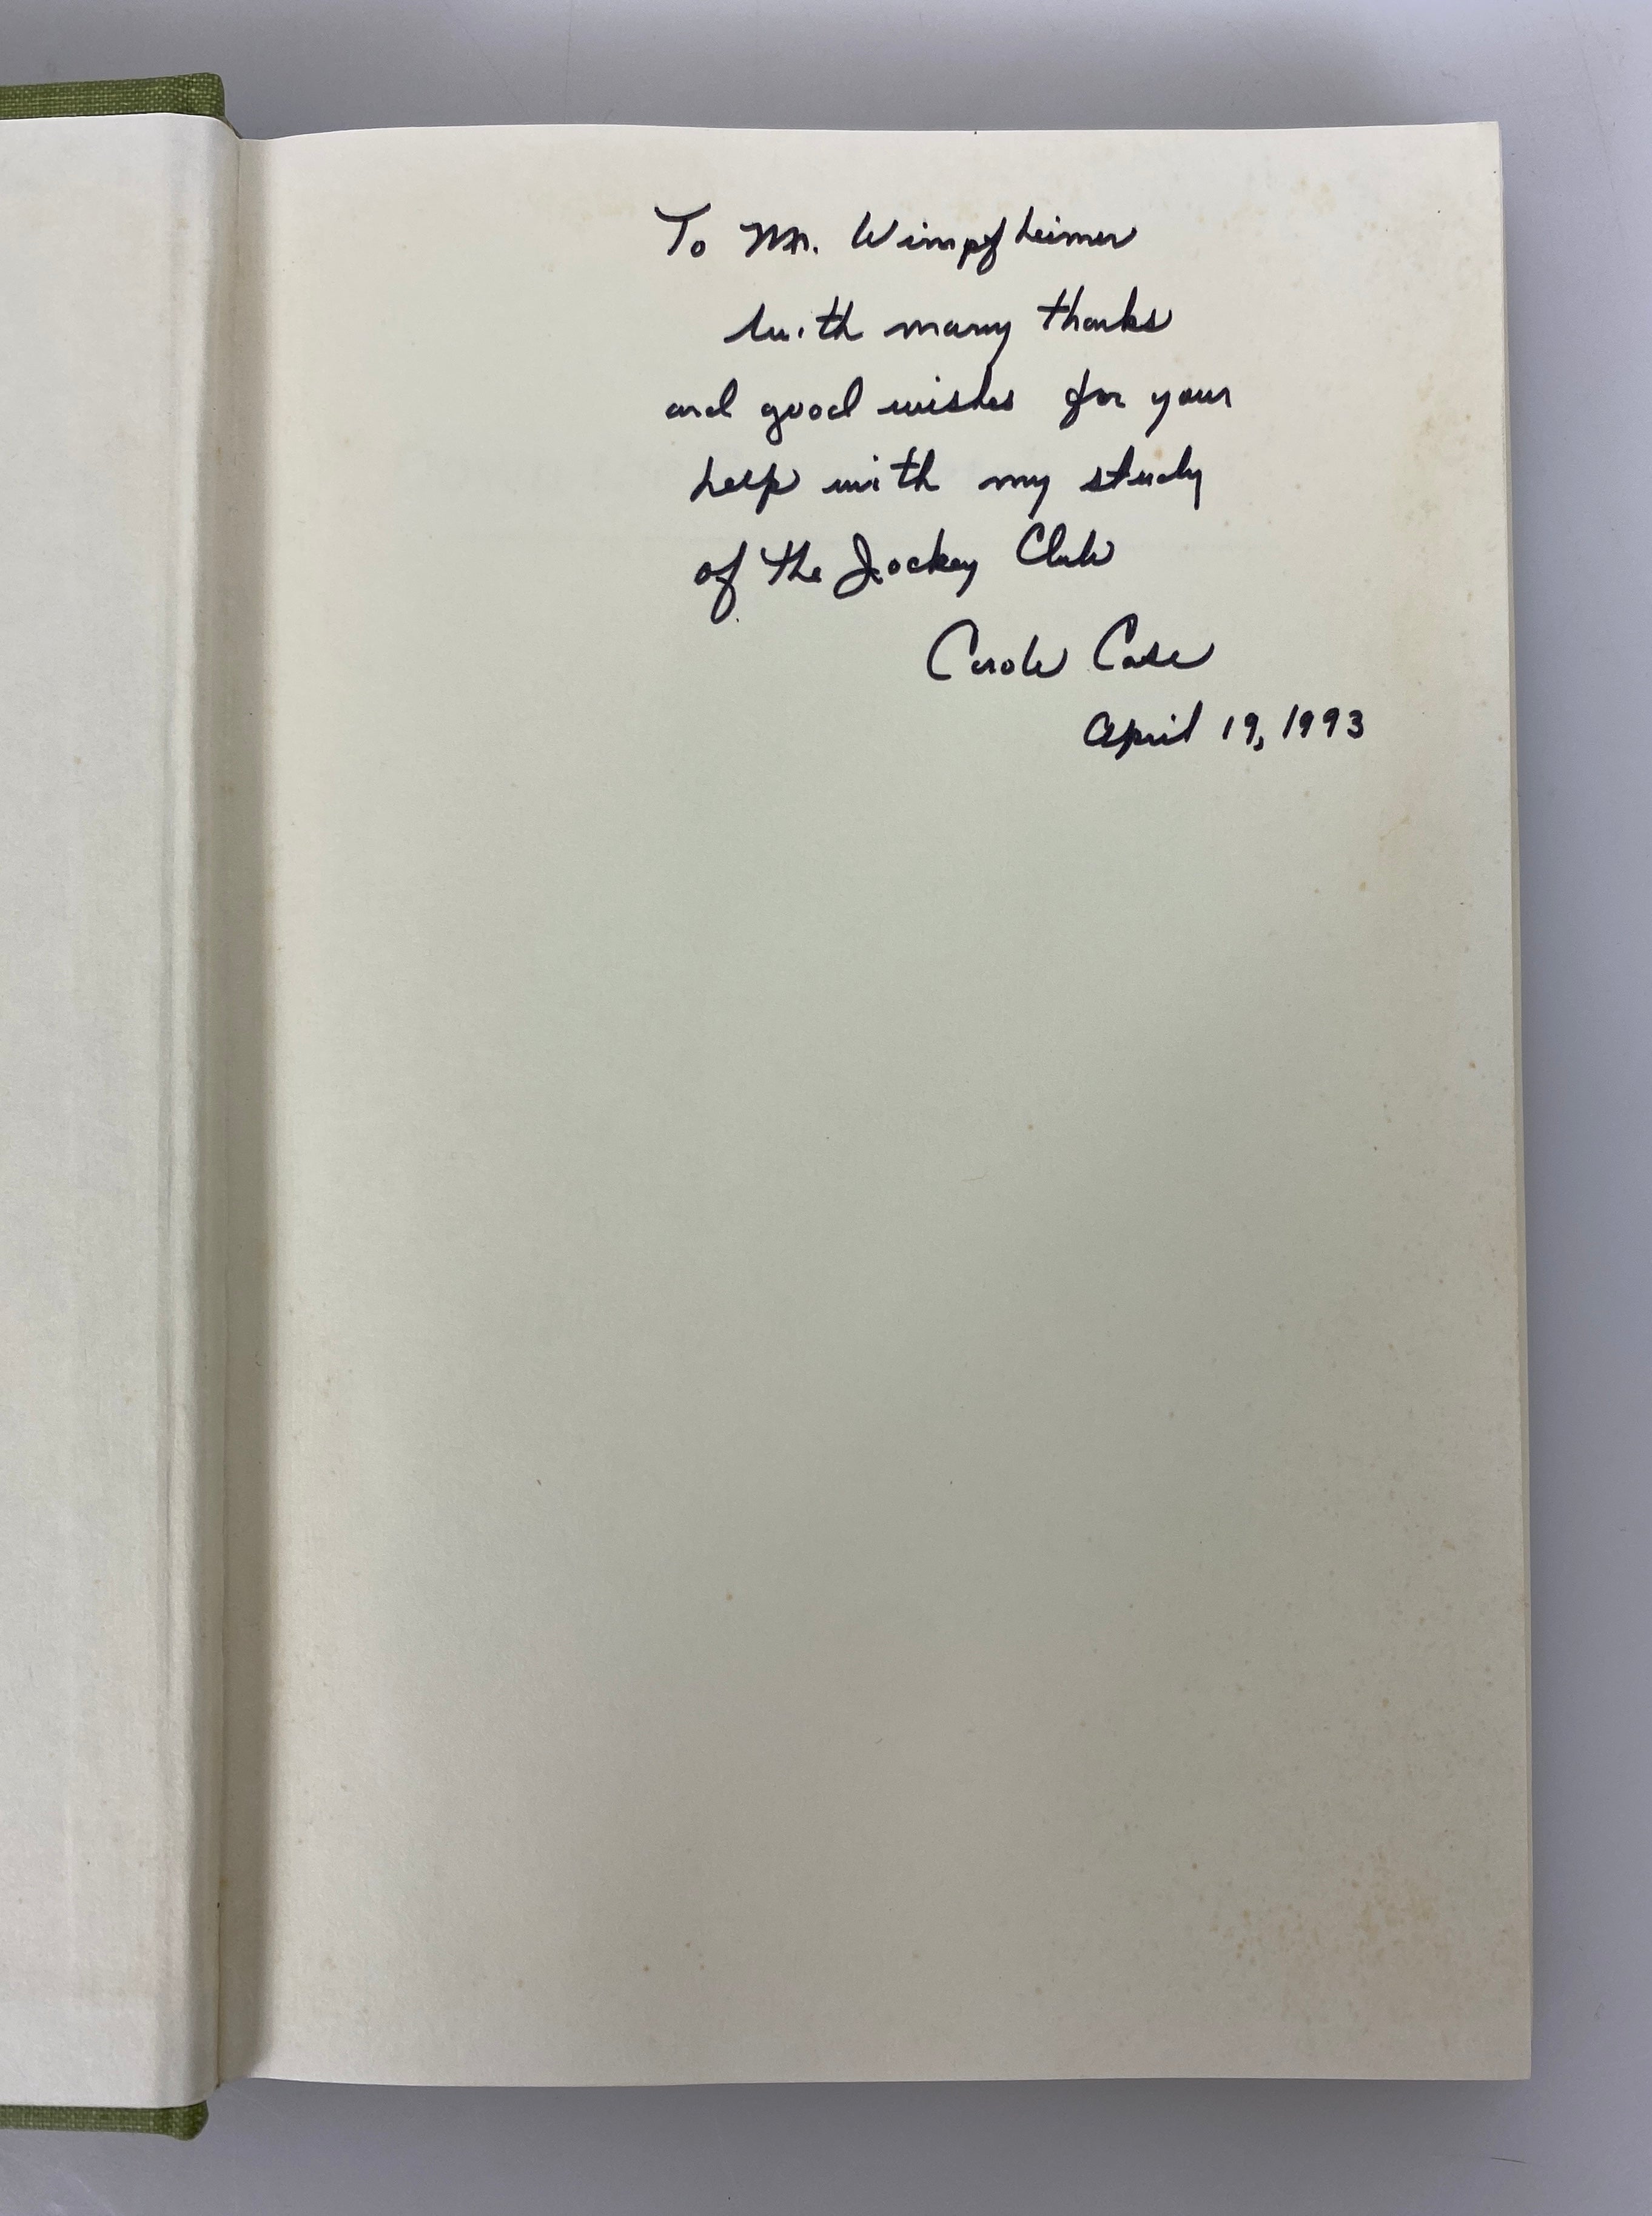 To Mr. Wimpfheimer
with many thanks
and good wishes for your
help with my study
of the Jockey Club
Carole Case
April 19, 1993